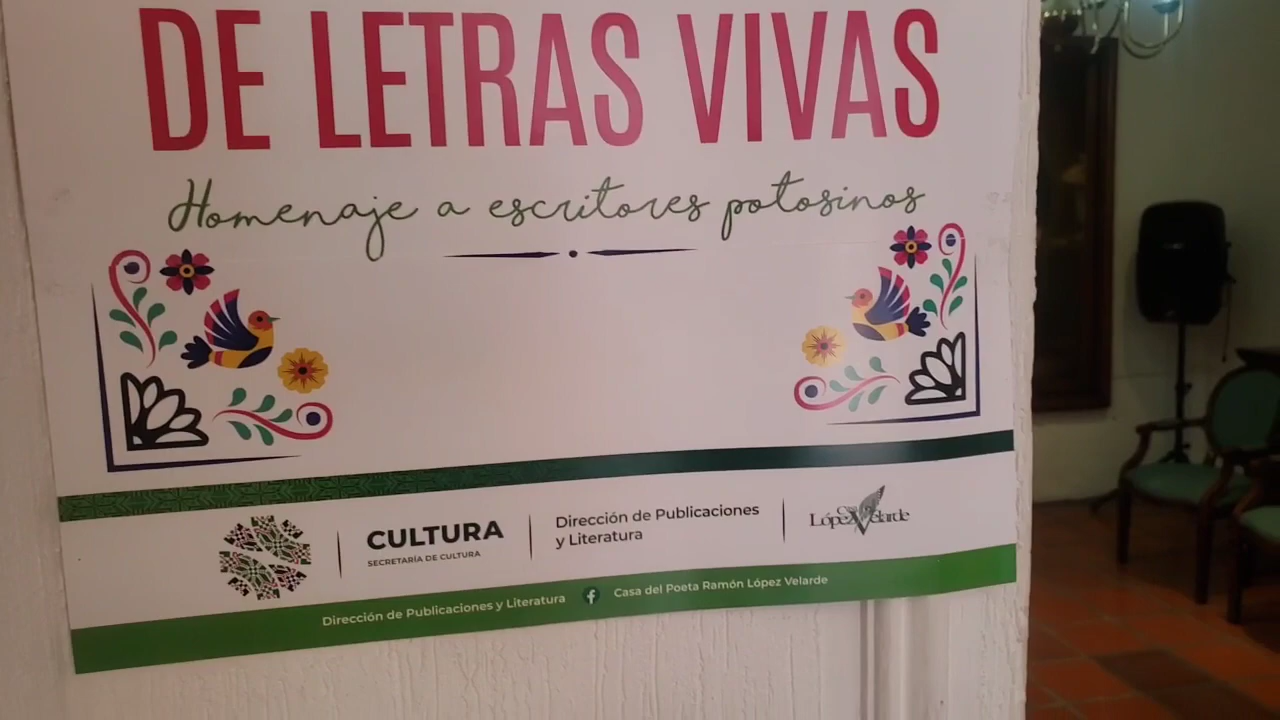 DE LETRAS VIVAS
Homenaje a escritores potosinos
CULTURA
SECRETARÍA DE CULTURA
Dirección de Publicaciones
y Literatura
López Velarde
Dirección de Publicaciones y Literatura
Casa del Poeta Ramón López Velarde